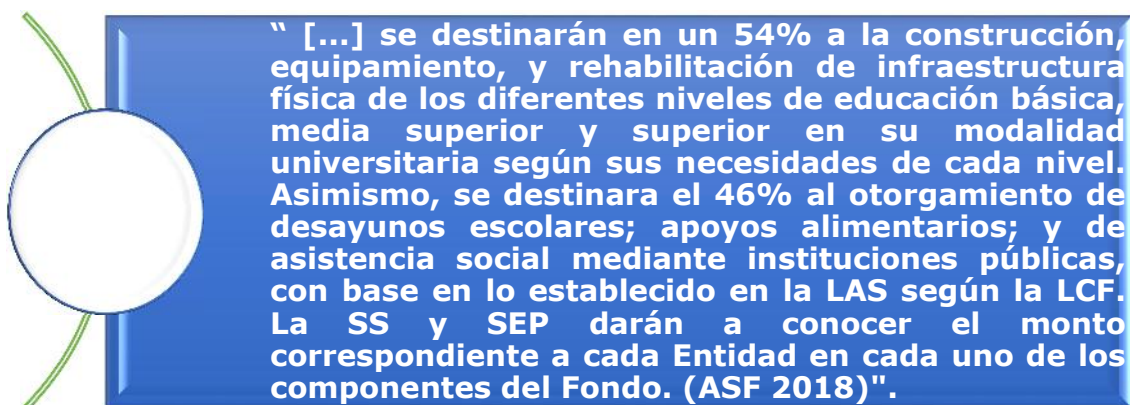 “ [...] se destinarán en un 54% a la construcción,
equipamiento, y rehabilitación de infraestructura
física de los diferentes niveles de educación básica,
media superior y superior en su modalidad
universitaria según sus necesidades de cada nivel.
Asimismo, se destinara el 46% al otorgamiento de
desayunos escolares; apoyos alimentarios; y de
asistencia social mediante instituciones públicas,
con base en lo establecido en la LAS según la LCF.
La SS y SEP darán a conocer el monto
correspondiente a cada Entidad en cada uno de los
componentes del Fondo. (ASF 2018)".